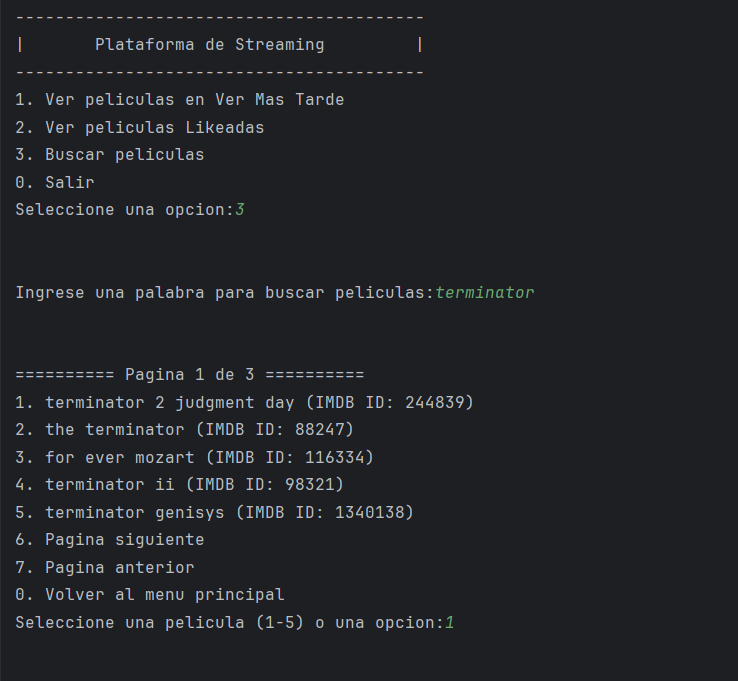 -----------------------------------------
|       Plataforma de Streaming         |
-----------------------------------------
1. Ver peliculas en Ver Mas Tarde
2. Ver peliculas Likeadas
3. Buscar peliculas
0. Salir
Seleccione una opcion:3
Ingrese una palabra para buscar peliculas:terminator
========== Pagina 1 de 3 ==========
1. terminator 2 judgment day (IMDB ID: 244839)
2. the terminator (IMDB ID: 88247)
3. for ever mozart (IMDB ID: 116334)
4. terminator ii (IMDB ID: 98321)
5. terminator genisys (IMDB ID: 1340138)
6. Pagina siguiente
7. Pagina anterior
0. Volver al menu principal
Seleccione una pelicula (1-5) o una opcion:1